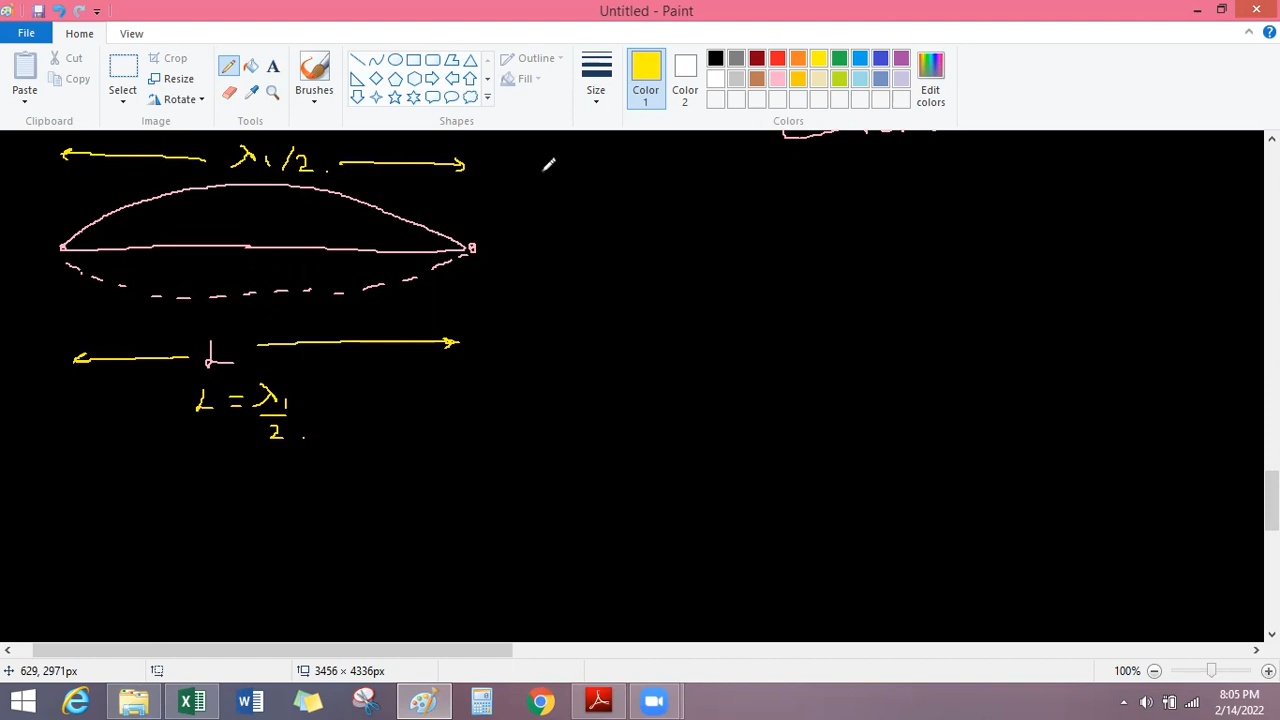 Untitled - Paint
File
Home
View
Paste
Cut
Copy
Clipboard
Select
Crop
Resize
Rotate
Image
A
Tools
Brushes
Shapes
Outline
Fill
Size
Color 1
Color 2
Edit colors
Colors
λ₁/2.
L
L = λ₁/2.
629, 2971px
3456 × 4336px
100%
8:05 PM
2/14/2022